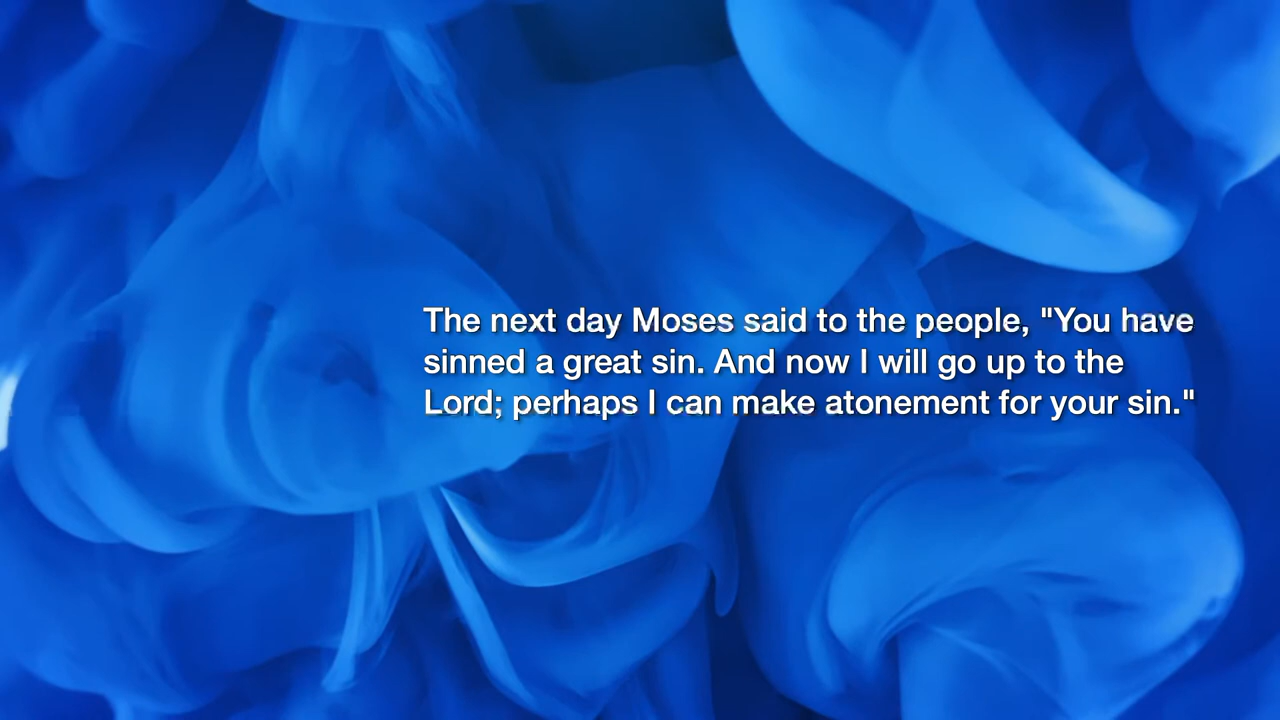 The next day Moses said to the people, "You have
sinned a great sin. And now I will go up to the
Lord; perhaps I can make atonement for your sin."